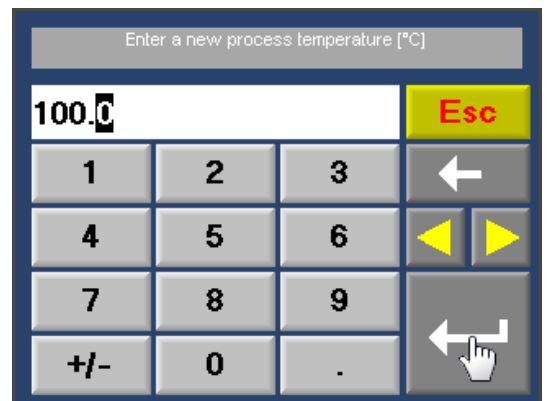 Enter a new process temperature [°C]
100.0 Esc
1 2 3
4 5 6
7 8 9
+/- 0 .